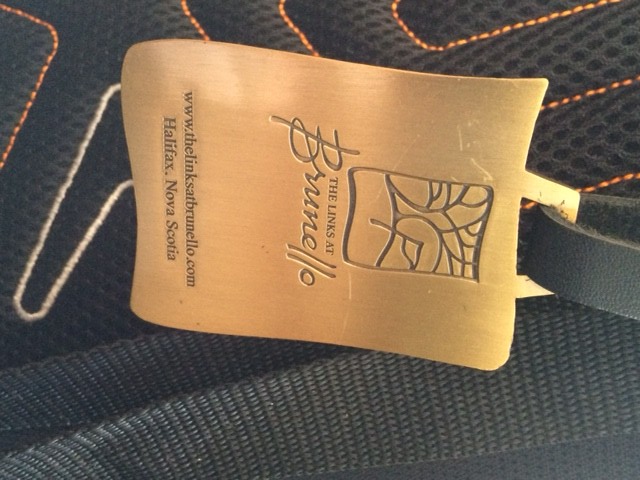 THE LINKS AT
Brunello
www.thelinksatbrunello.com
Halifax, Nova Scotia